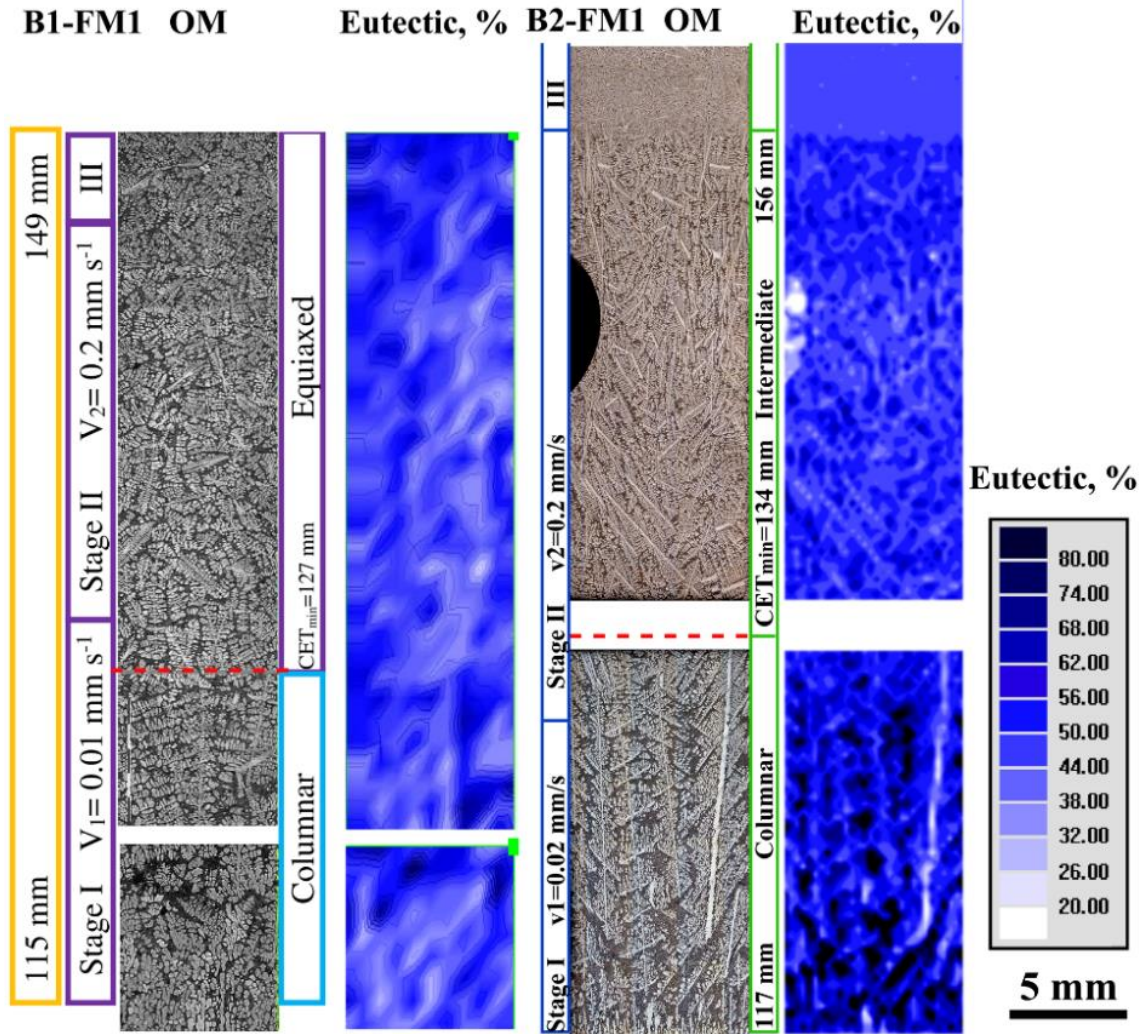 B1-FM1 OM
Eutectic, %
B2-FM1 OM
Eutectic, %
149 mm
115 mm
III
Stage II V₂= 0.2 mm s⁻¹
Stage I V₁= 0.01 mm s⁻¹
Equiaxed
CETmin=127 mm
Columnar
III
Stage II v2=0.2 mm/s
Stage I v1=0.02 mm/s
156 mm
Intermediate
CETmin=134 mm
Columnar
117 mm
Eutectic, %
80.00
74.00
68.00
62.00
56.00
50.00
44.00
38.00
32.00
26.00
20.00
5 mm